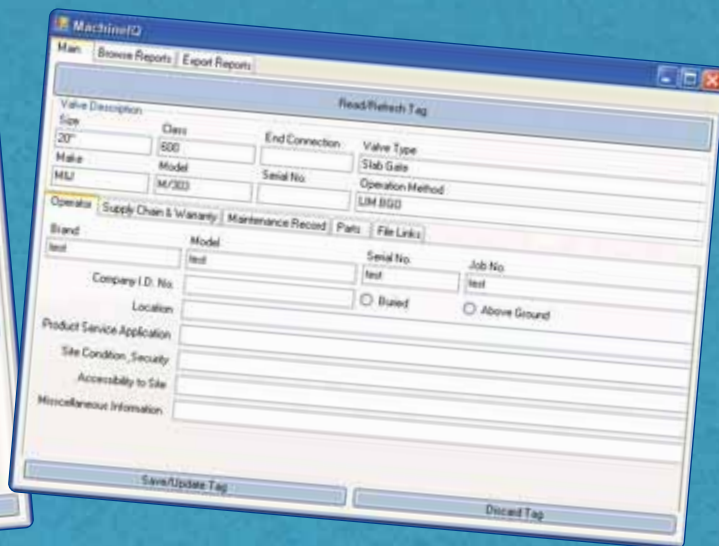 MachineIQ
Main Browse Reports Export Reports
Read/Refresh Tag
Valve Description
Size Class End Connection Valve Type
20" 600 Slab Gate
Make Model Serial No. Operation Method
M&J M/303 LIM BGO
Operator Supply Chain & Warranty Maintenance Record Parts File Links
Brand Model Serial No. Job No.
test test test test
Company I.D. No. Buried Above Ground
Location
Product Service Application
Site Condition_Security
Accessibility to Site
Misscellaneous Information
Save/Update Tag Discard Tag